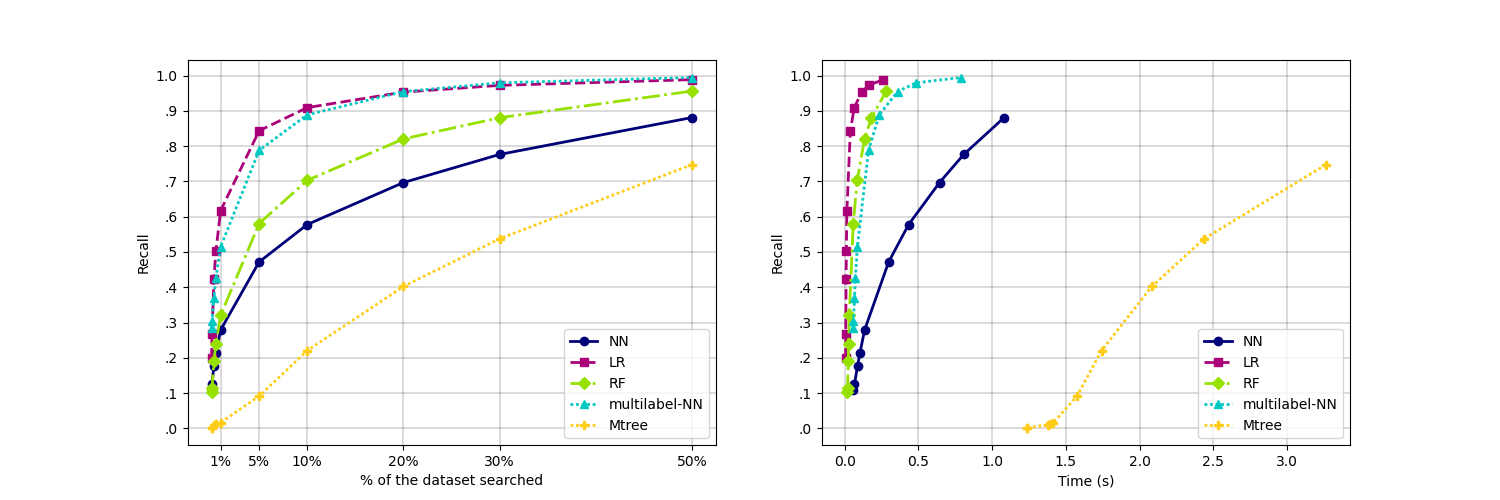 1.0
.9
.8
.7
.6
.5
.4
.3
.2
.1
.0
Recall
1% 5% 10% 20% 30% 50%
% of the dataset searched
NN
LR
RF
multilabel-NN
Mtree
1.0
.9
.8
.7
.6
.5
.4
.3
.2
.1
.0
Recall
0.0 0.5 1.0 1.5 2.0 2.5 3.0
Time (s)
NN
LR
RF
multilabel-NN
Mtree